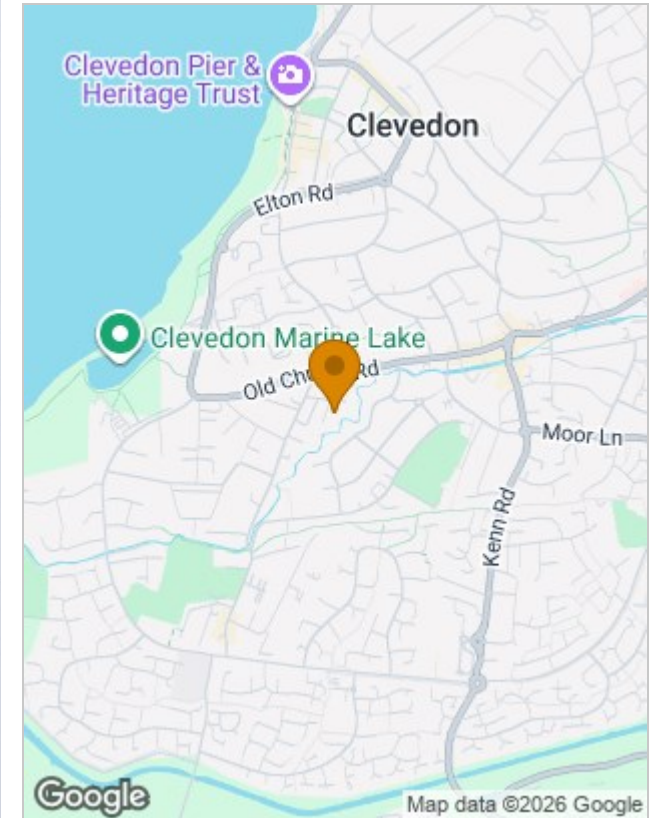 Clevedon Pier &
Heritage Trust
Clevedon
Elton Rd
Clevedon Marine Lake
Old Rd
Moor Ln
Kenn Rd
Google
Map data ©2026 Google